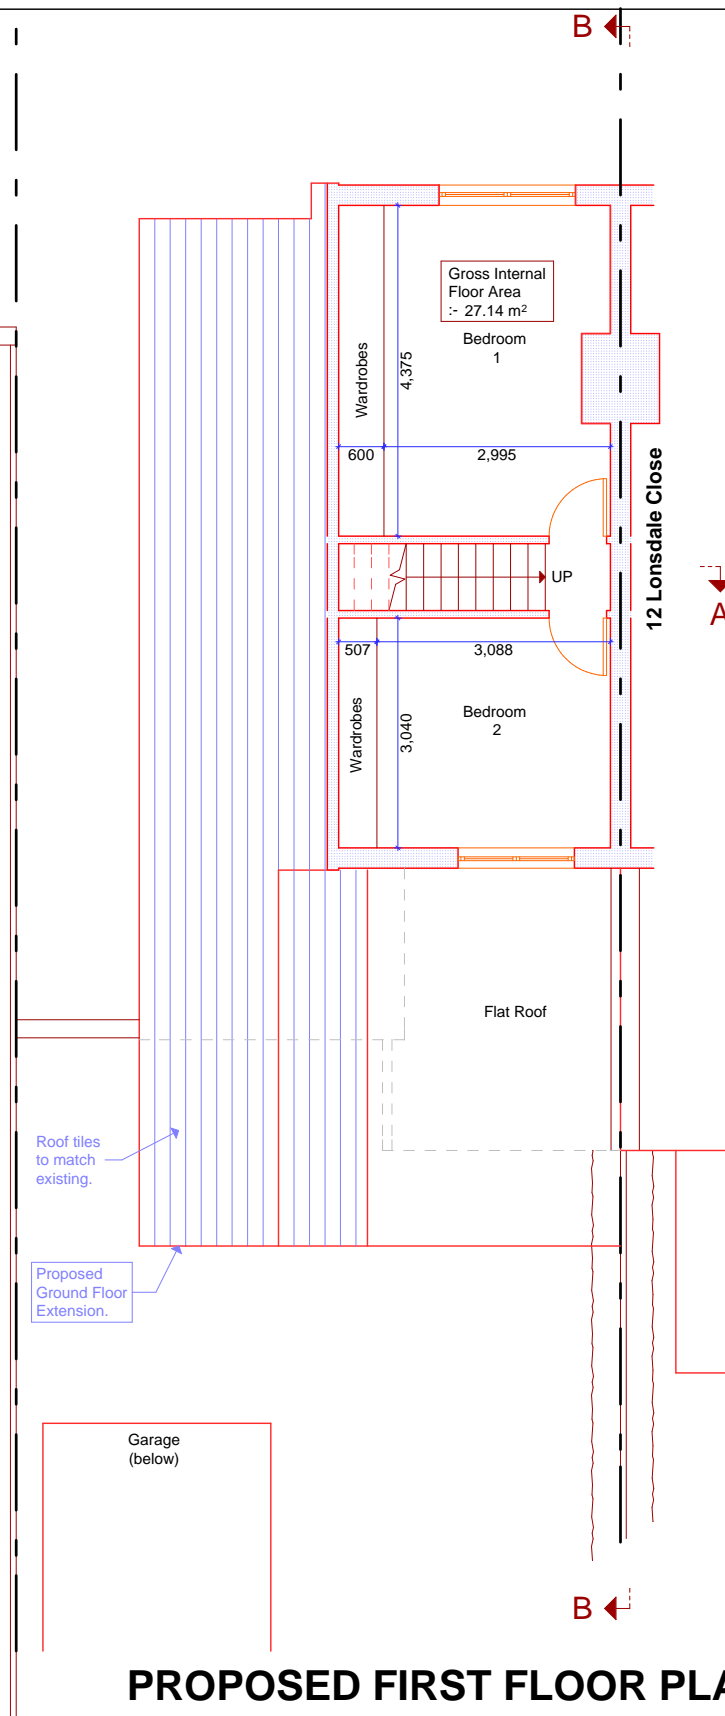 B
Gross Internal
Floor Area
:- 27.14 m²
Bedroom
1
Wardrobes
4,375
600
2,995
12 Lonsdale Close
UP
A
507
3,088
Bedroom
2
Wardrobes
3,040
Flat Roof
Roof tiles
to match
existing.
Proposed
Ground Floor
Extension.
Garage
(below)
B
PROPOSED FIRST FLOOR PLA